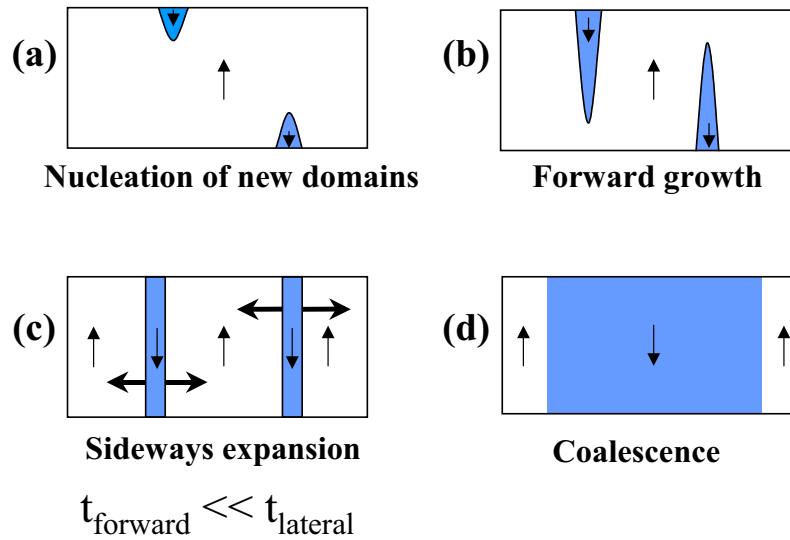 (a)
Nucleation of new domains
(b)
Forward growth
(c)
Sideways expansion
t_forward << t_lateral
(d)
Coalescence